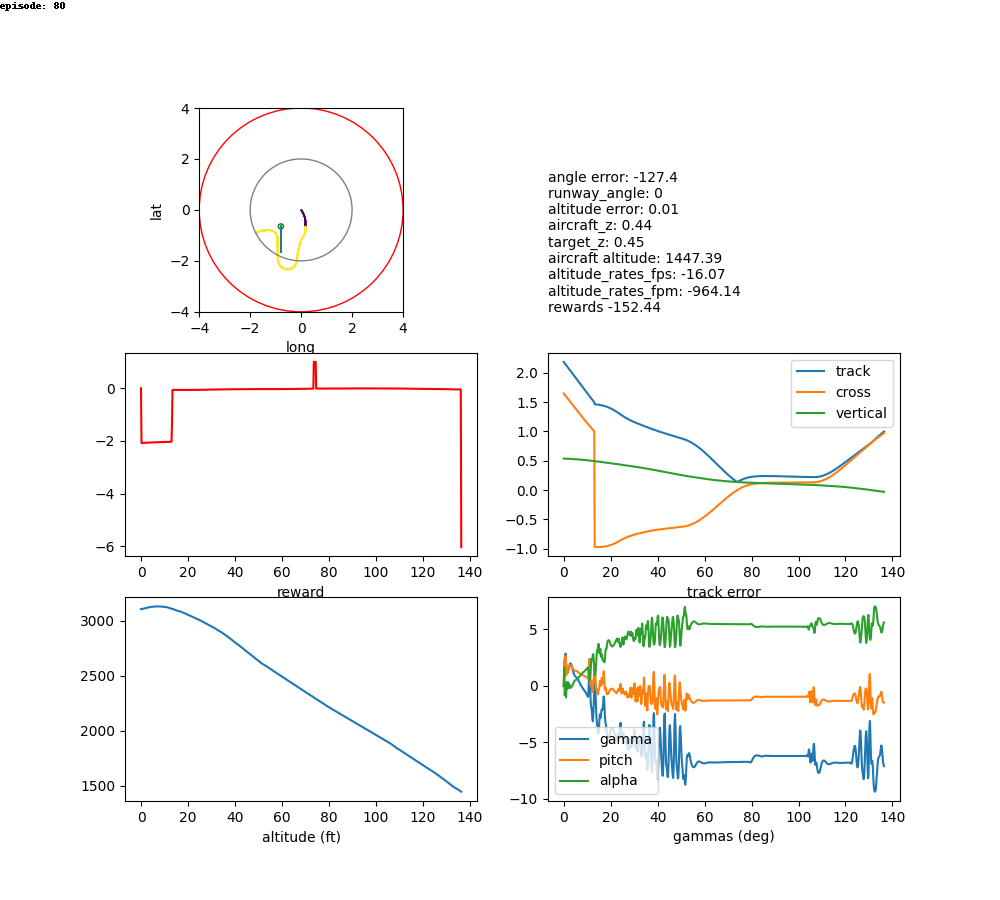 episode: 80
4
2
0
−2
−4
lat
−4 −2 0 2 4
long
angle error: -127.4
runway_angle: 0
altitude error: 0.01
aircraft_z: 0.44
target_z: 0.45
aircraft altitude: 1447.39
altitude_rates_fps: -16.07
altitude_rates_fpm: -964.14
rewards -152.44
0
−2
−4
−6
0 20 40 60 80 100 120 140
reward
2.0
1.5
1.0
0.5
0.0
−0.5
−1.0
track
cross
vertical
0 20 40 60 80 100 120 140
track error
3000
2500
2000
1500
0 20 40 60 80 100 120 140
altitude (ft)
5
0
−5
−10
gamma
pitch
alpha
0 20 40 60 80 100 120 140
gammas (deg)